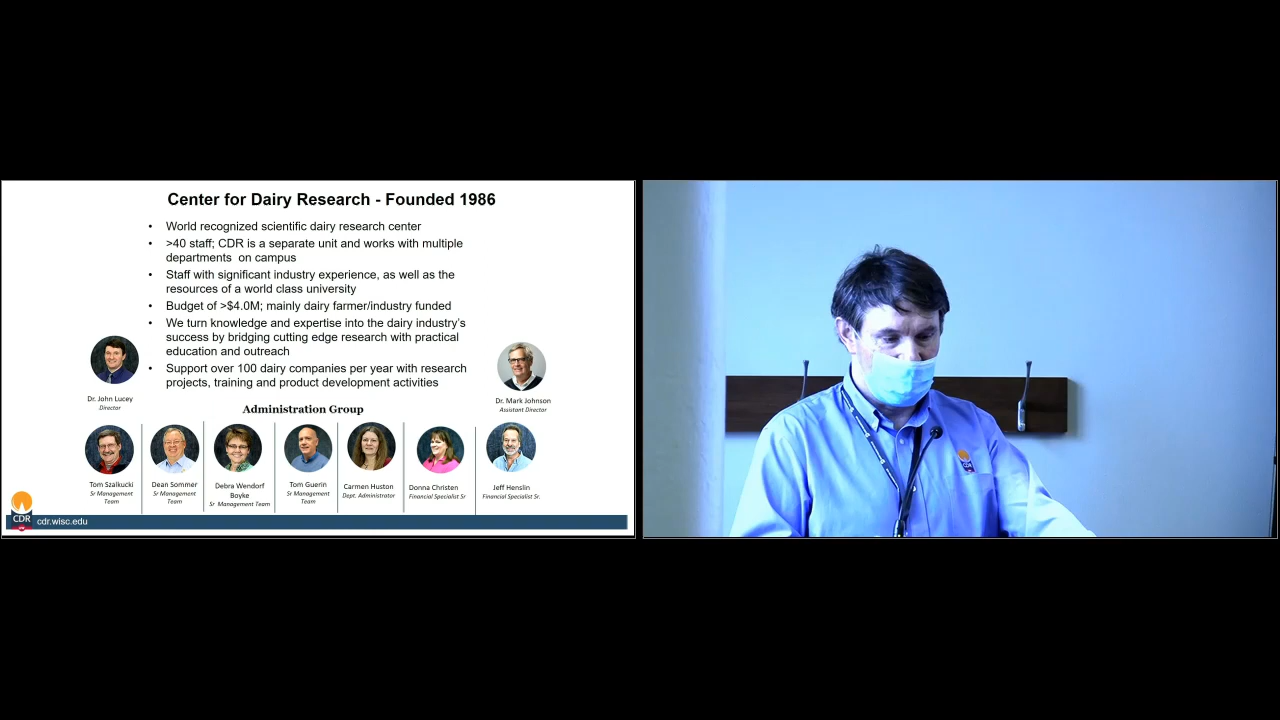 Center for Dairy Research - Founded 1986
• World recognized scientific dairy research center
• >40 staff; CDR is a separate unit and works with multiple
departments on campus
• Staff with significant industry experience, as well as the
resources of a world class university
• Budget of >$4.0M; mainly dairy farmer/industry funded
• We turn knowledge and expertise into the dairy industry's
success by bridging cutting edge research with practical
education and outreach
• Support over 100 dairy companies per year with research
projects, training and product development activities
Dr. John Lucey
Director
Dr. Mark Johnson
Assistant Director
Administration Group
Tom Szalkucki
Sr Management
Team
Dean Sommer
Sr Management
Team
Debra Wendorf
Boyke
Sr Management Team
Tom Guerin
Sr Management
Team
Carmen Huston
Dept. Administrator
Donna Christen
Financial Specialist Sr
Jeff Henslin
Financial Specialist Sr.
CDR
cdr.wisc.edu